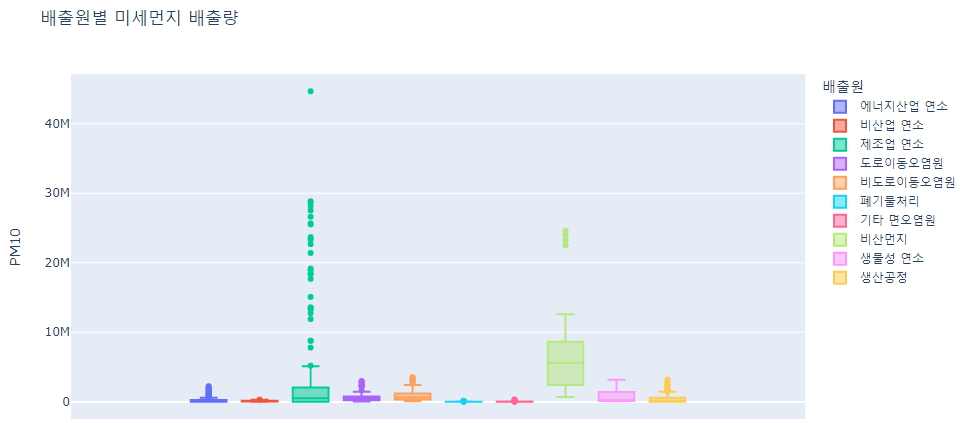 배출원별 미세먼지 배출량
배출원
에너지산업 연소
비산업 연소
제조업 연소
도로이동오염원
비도로이동오염원
폐기물처리
기타 면오염원
비산먼지
생물성 연소
생산공정
PM10
40M
30M
20M
10M
0